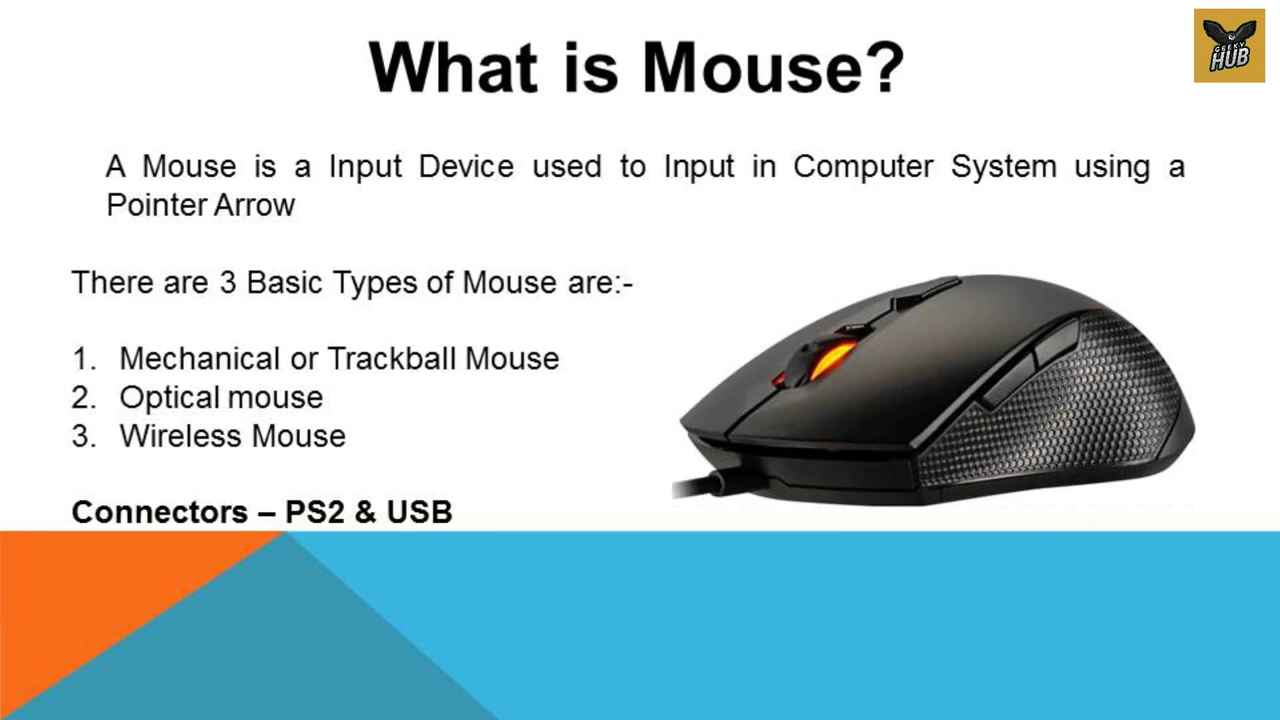 What is Mouse?
GEEKY
HUB
A Mouse is a Input Device used to Input in Computer System using a
Pointer Arrow
There are 3 Basic Types of Mouse are:-
1. Mechanical or Trackball Mouse
2. Optical mouse
3. Wireless Mouse
Connectors – PS2 & USB